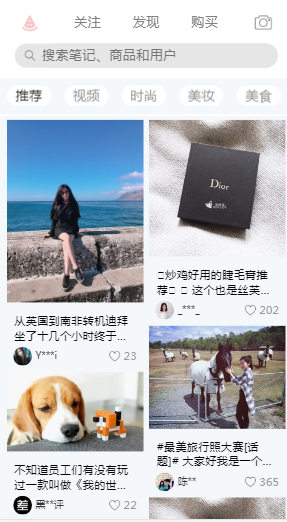 关注 发现 购买
搜索笔记、商品和用户
推荐 视频 时尚 美妆 美食
从英国到南非转机迪拜
坐了十几个小时终于...
Y***i 23
不知道员工们有没有玩
过一款叫做《我的世...
差
黑**评 22
Dior
炒鸡好用的睫毛膏推
荐 这个也是丝芙...
_***_ 202
#最美旅行照大赛[话
题]# 大家好我是一个...
陈** 365